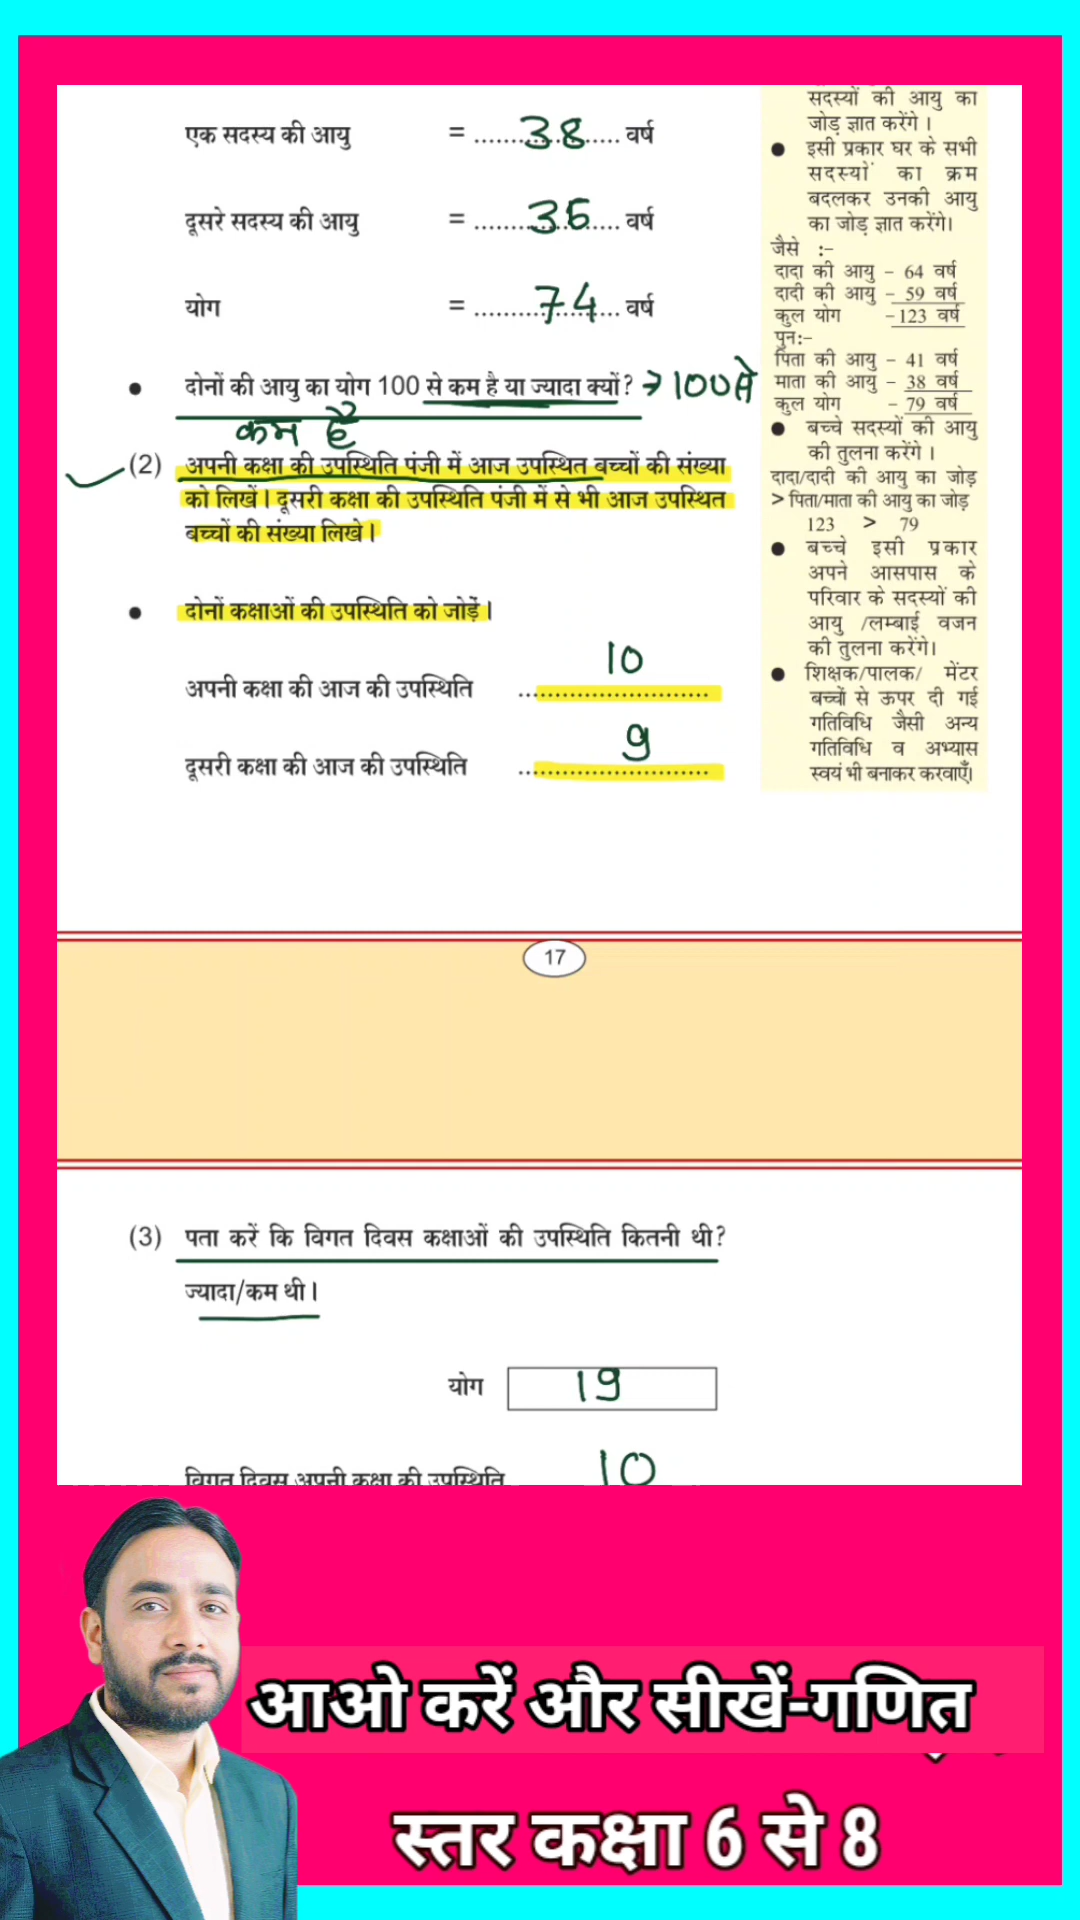 एक सदस्य की आयु = ........38........ वर्ष
दूसरे सदस्य की आयु = ........36........ वर्ष
योग = ........74........ वर्ष
● दोनों की आयु का योग 100 से कम है या ज्यादा क्यों? → 100 से
कम है
(2) अपनी कक्षा की उपस्थिति पंजी में आज उपस्थित बच्चों की संख्या
को लिखें। दूसरी कक्षा की उपस्थिति पंजी में से भी आज उपस्थित
बच्चों की संख्या लिखे।
● दोनों कक्षाओं की उपस्थिति को जोड़ें।
10
अपनी कक्षा की आज की उपस्थिति ............................
9
दूसरी कक्षा की आज की उपस्थिति ............................
सदस्यों की आयु का
जोड़ ज्ञात करेंगे।
● इसी प्रकार घर के सभी
सदस्यों का क्रम
बदलकर उनकी आयु
का जोड़ ज्ञात करेंगे।
जैसे :–
दादा की आयु – 64 वर्ष
दादी की आयु – 59 वर्ष
कुल योग –123 वर्ष
पुनः–
पिता की आयु – 41 वर्ष
माता की आयु – 38 वर्ष
कुल योग – 79 वर्ष
● बच्चे सदस्यों की आयु
की तुलना करेंगे।
दादा/दादी की आयु का जोड़
> पिता/माता की आयु का जोड़
123 > 79
● बच्चे इसी प्रकार
अपने आसपास के
परिवार के सदस्यों की
आयु /लम्बाई वजन
की तुलना करेंगे।
● शिक्षक/पालक/ मेंटर
बच्चों से ऊपर दी गई
गतिविधि जैसी अन्य
गतिविधि व अभ्यास
स्वयं भी बनाकर करवाएँ।
17
(3) पता करें कि विगत दिवस कक्षाओं की उपस्थिति कितनी थी?
ज्यादा/कम थी।
योग 19
विगत दिवस अपनी कक्षा की उपस्थिति 10
आओ करें और सीखें-गणित
स्तर कक्षा 6 से 8